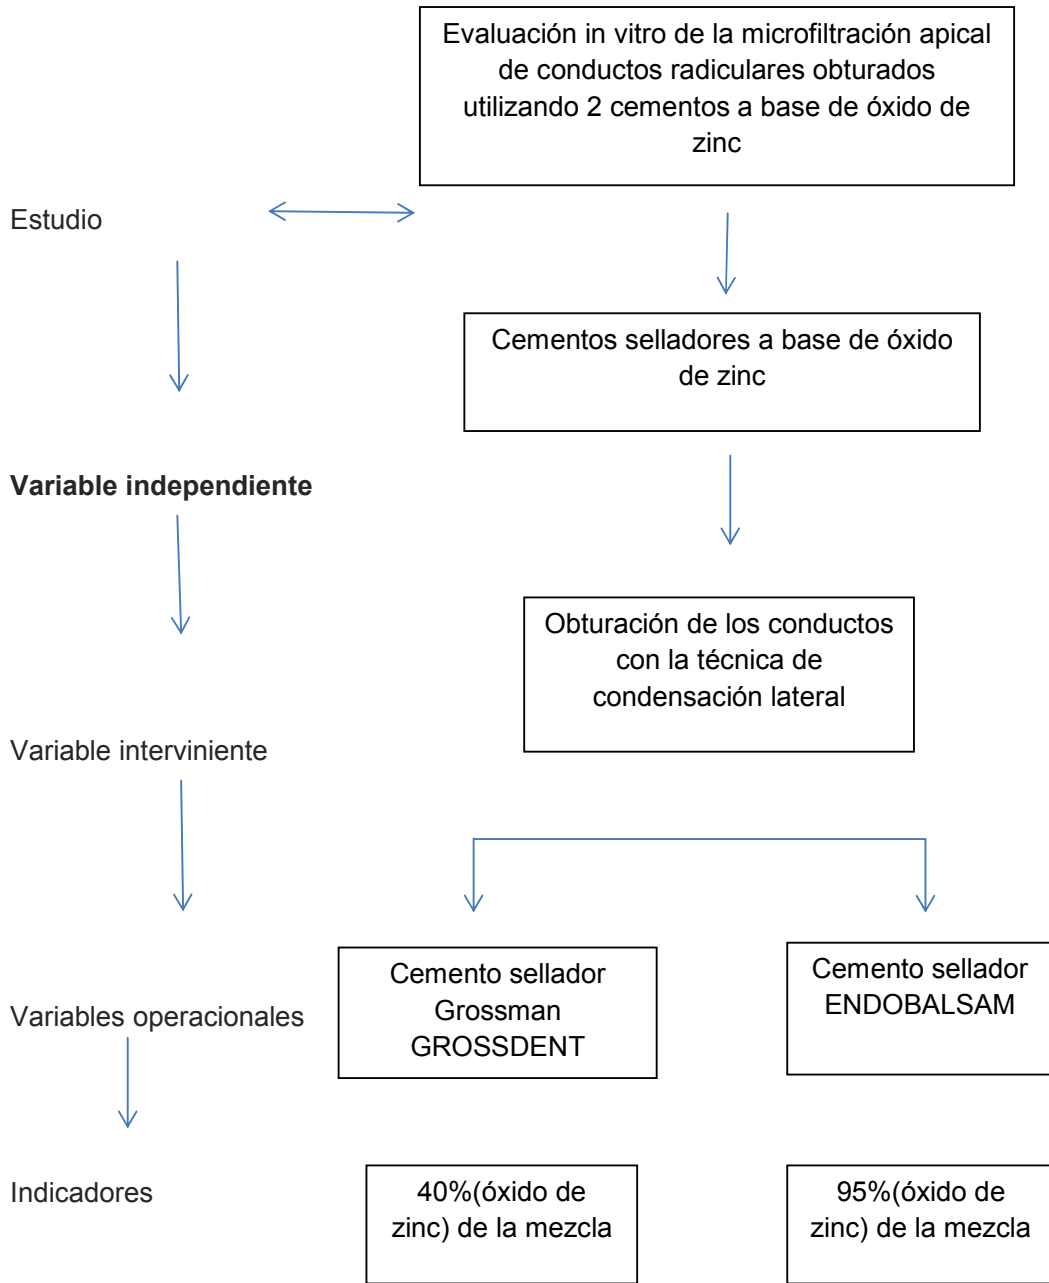 Evaluación in vitro de la microfiltración apical
de conductos radiculares obturados
utilizando 2 cementos a base de óxido de
zinc
Estudio
Cementos selladores a base de óxido
de zinc
Variable independiente
Obturación de los conductos
con la técnica de
condensación lateral
Variable interviniente
Cemento sellador
Grossman
GROSSDENT
Cemento sellador
ENDOBALSAM
Variables operacionales
Indicadores
40%(óxido de
zinc) de la mezcla
95%(óxido de
zinc) de la mezcla